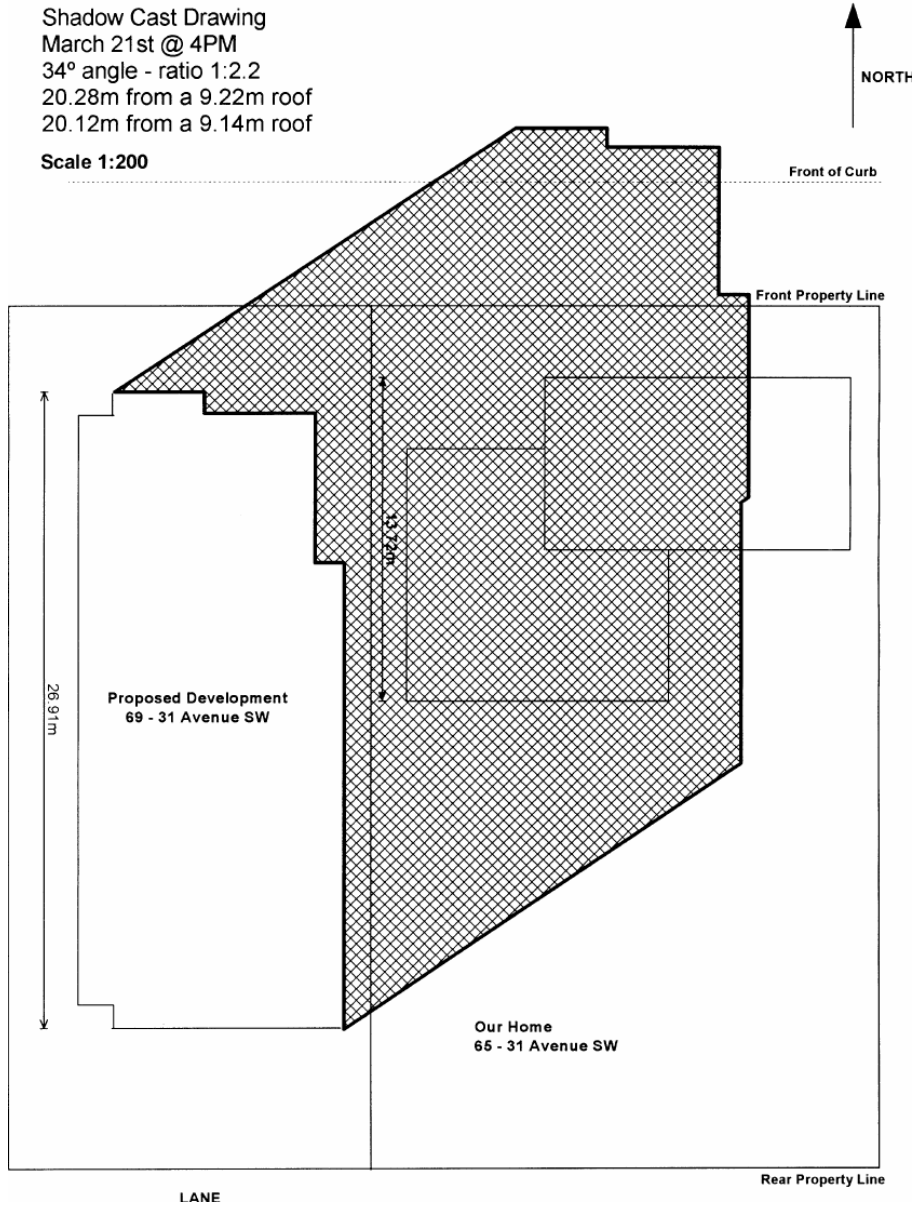 Shadow Cast Drawing
March 21st @ 4PM
34º angle - ratio 1:2.2
20.28m from a 9.22m roof
20.12m from a 9.14m roof
Scale 1:200
NORTH
Front of Curb
Front Property Line
13.72m
26.91m
Proposed Development
69 - 31 Avenue SW
Our Home
65 - 31 Avenue SW
Rear Property Line
LANE